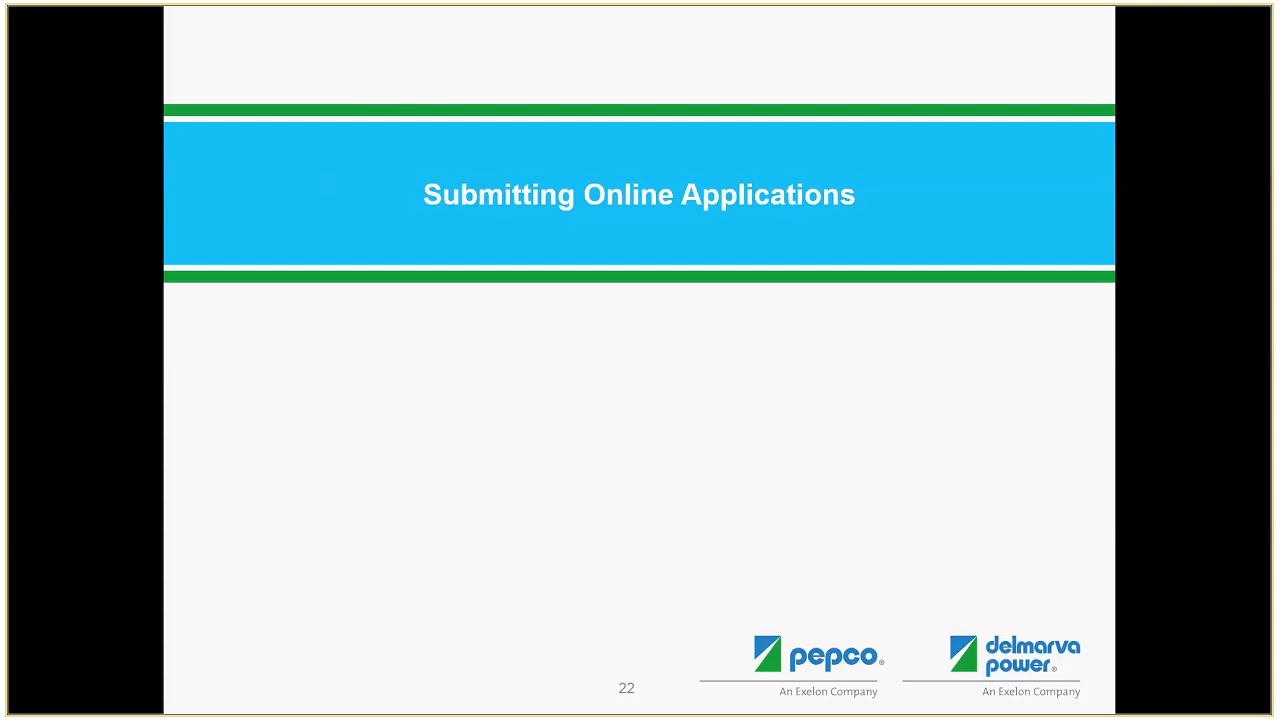 Submitting Online Applications
pepco®
An Exelon Company
delmarva
power®
An Exelon Company
22